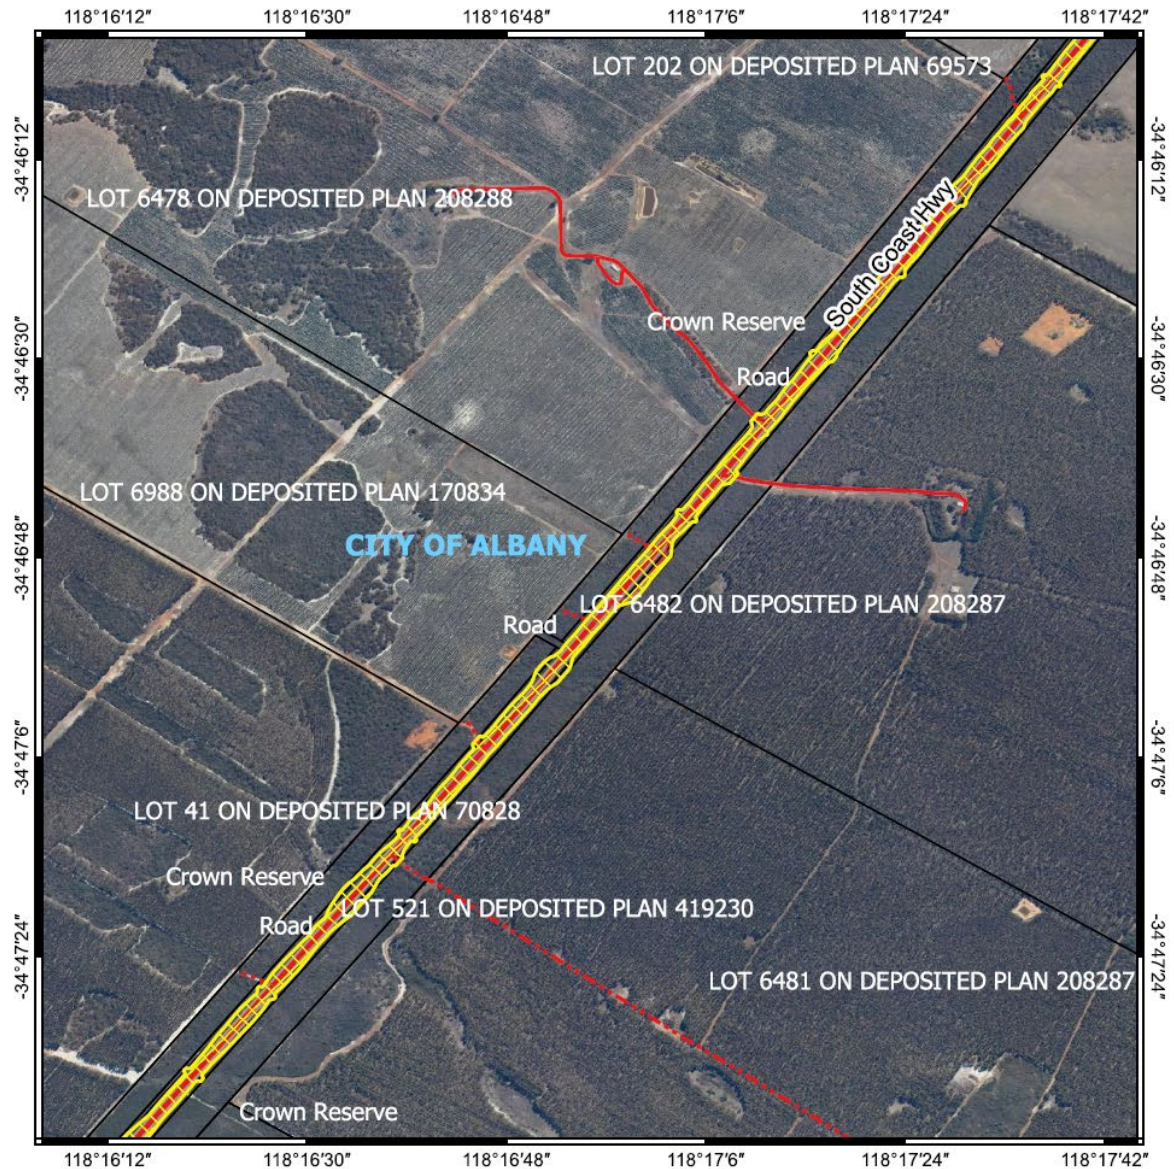 118°16'12" 118°16'30" 118°16'48" 118°17'6" 118°17'24" 118°17'42"
LOT 202 ON DEPOSITED PLAN 69573
-34°46'12" -34°46'12"
LOT 6478 ON DEPOSITED PLAN 208288
South Coast Hwy
Crown Reserve
-34°46'30" -34°46'30"
Road
LOT 6988 ON DEPOSITED PLAN 170834
CITY OF ALBANY
-34°46'48" -34°46'48"
LOT 6482 ON DEPOSITED PLAN 208287
Road
-34°47'6" -34°47'6"
LOT 41 ON DEPOSITED PLAN 70828
Crown Reserve
LOT 521 ON DEPOSITED PLAN 419230
Road
-34°47'24" -34°47'24"
LOT 6481 ON DEPOSITED PLAN 208287
Crown Reserve
118°16'12" 118°16'30" 118°16'48" 118°17'6" 118°17'24" 118°17'42"